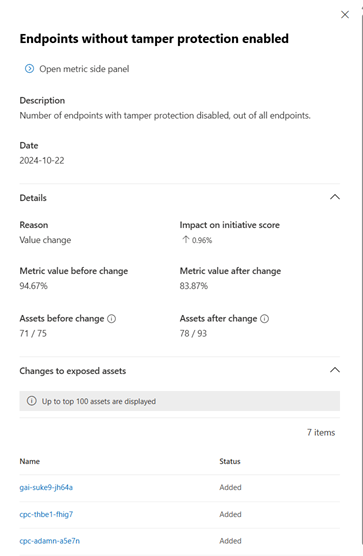 Endpoints without tamper protection enabled
Open metric side panel
Description
Number of endpoints with tamper protection disabled, out of all endpoints.
Date
2024-10-22
Details
Reason
Value change
Impact on initiative score
↑ 0.96%
Metric value before change
94.67%
Metric value after change
83.87%
Assets before change
71 / 75
Assets after change
78 / 93
Changes to exposed assets
Up to top 100 assets are displayed
7 items
Name Status
gai-suke9-jh64a Added
cpc-thbe1-fhig7 Added
cpc-adamn-a5e7n Added